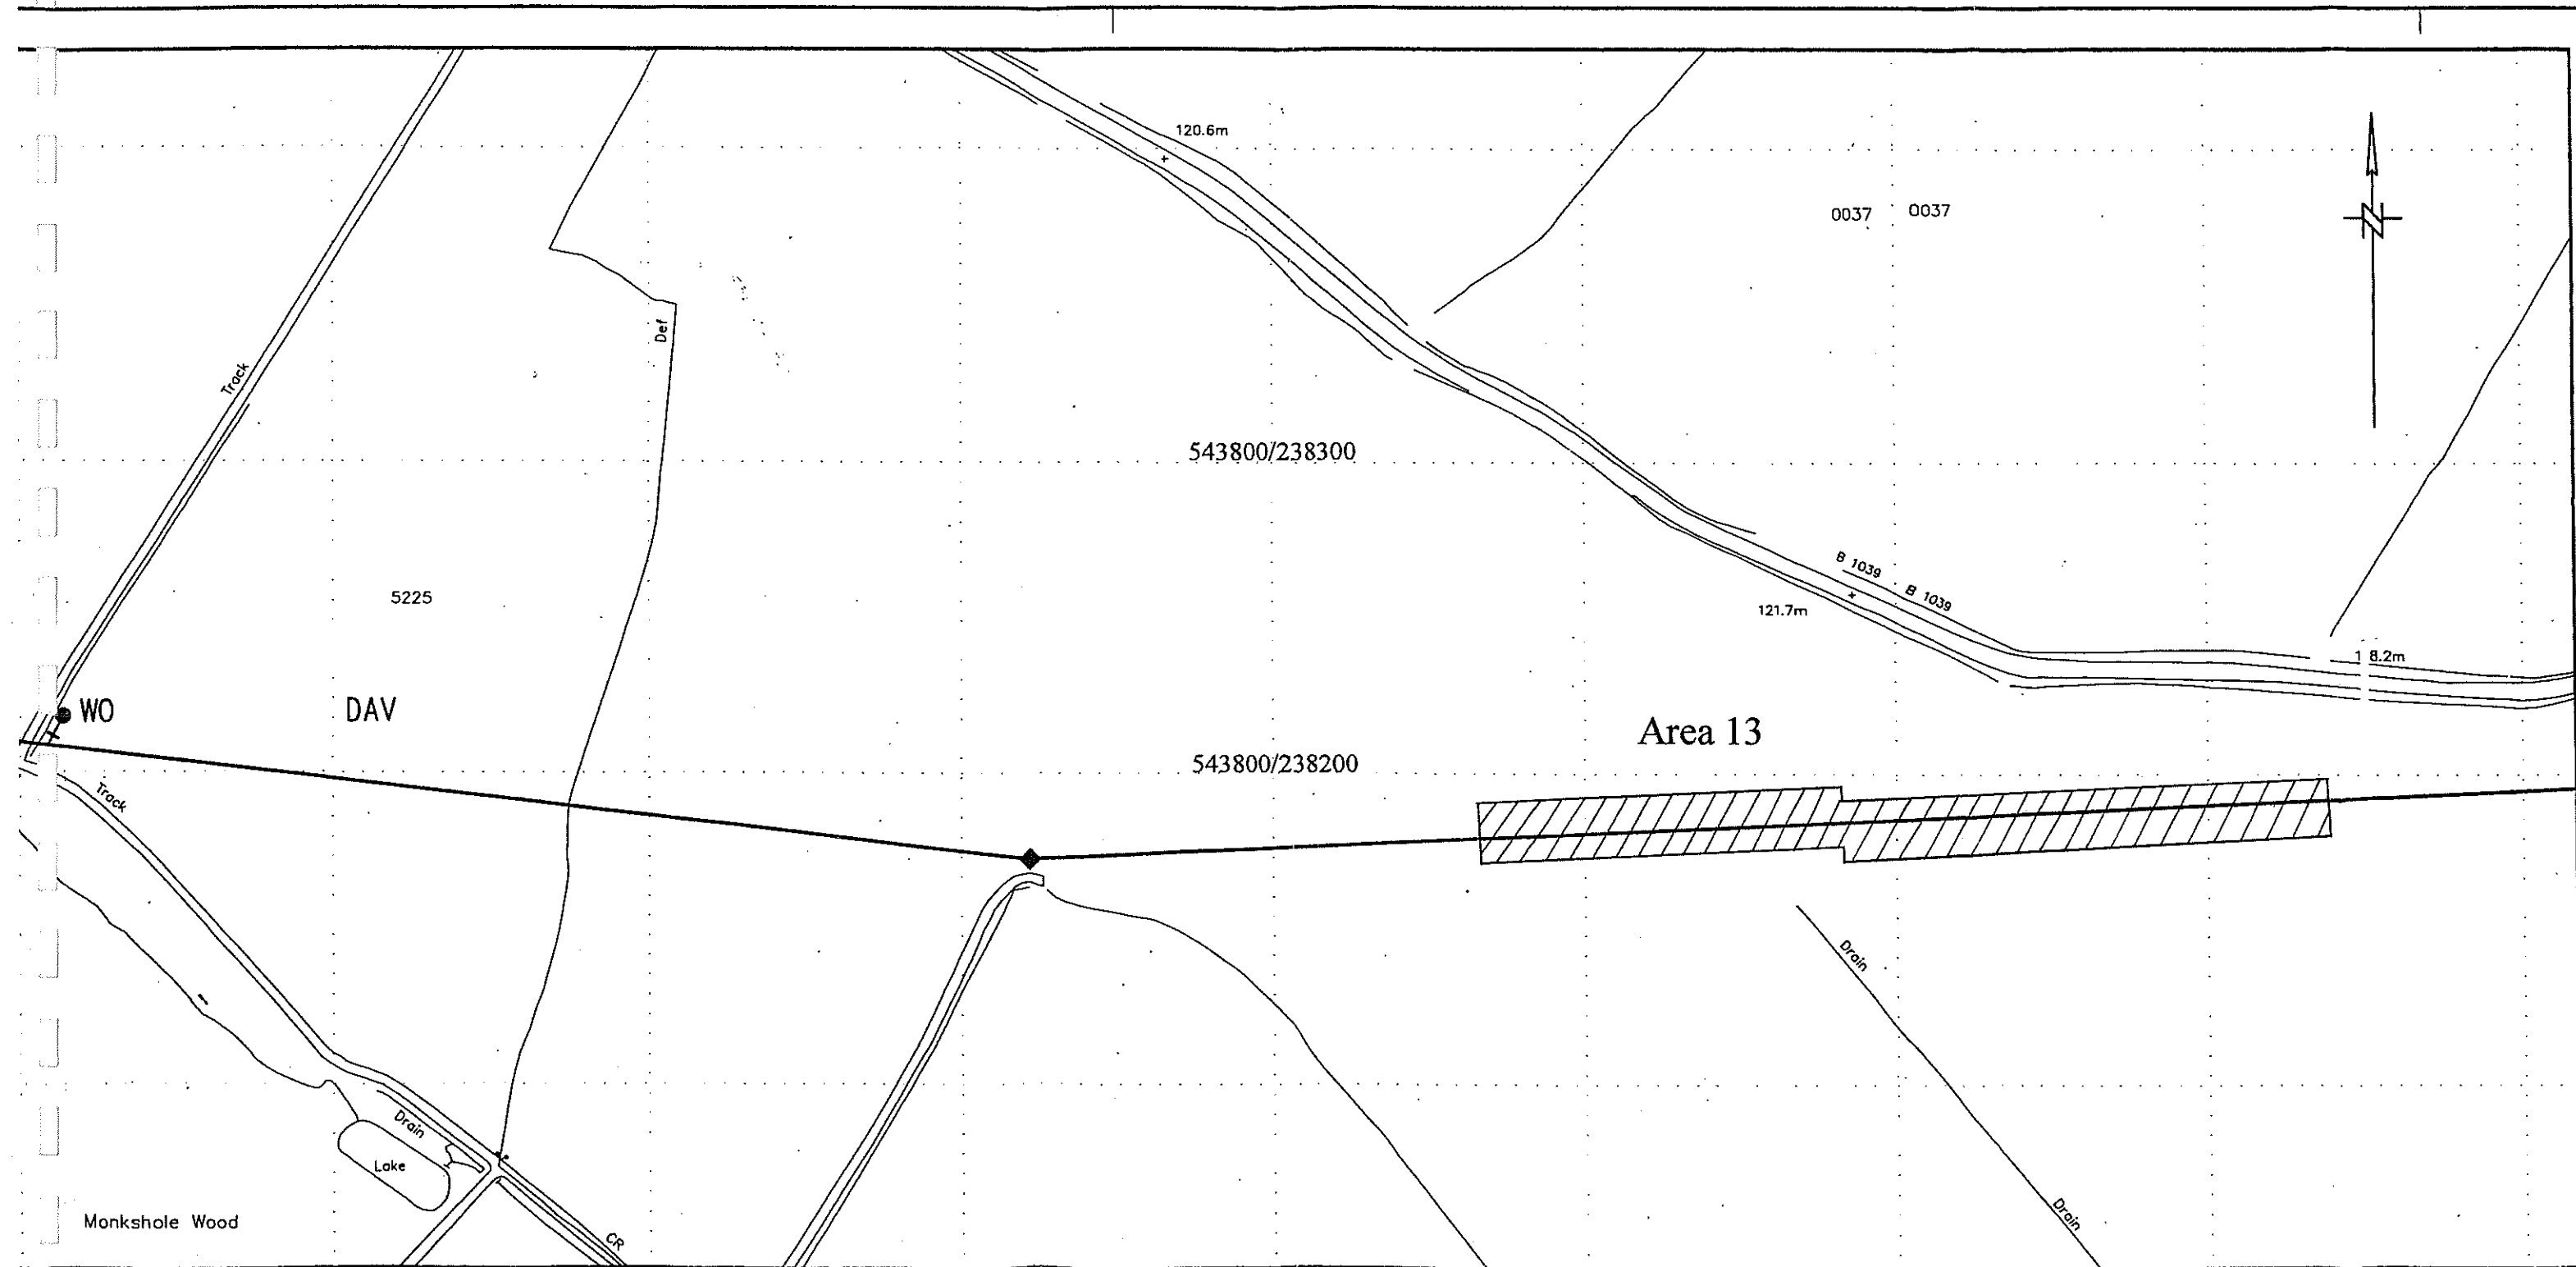 120.6m
0037 0037
N
Def
Track
543800/238300
B 1039 B 1039
5225
121.7m
1 8.2m
WO
DAV
Area 13
543800/238200
Track
Drain
Drain
Lake
Drain
Monkshole Wood
CR